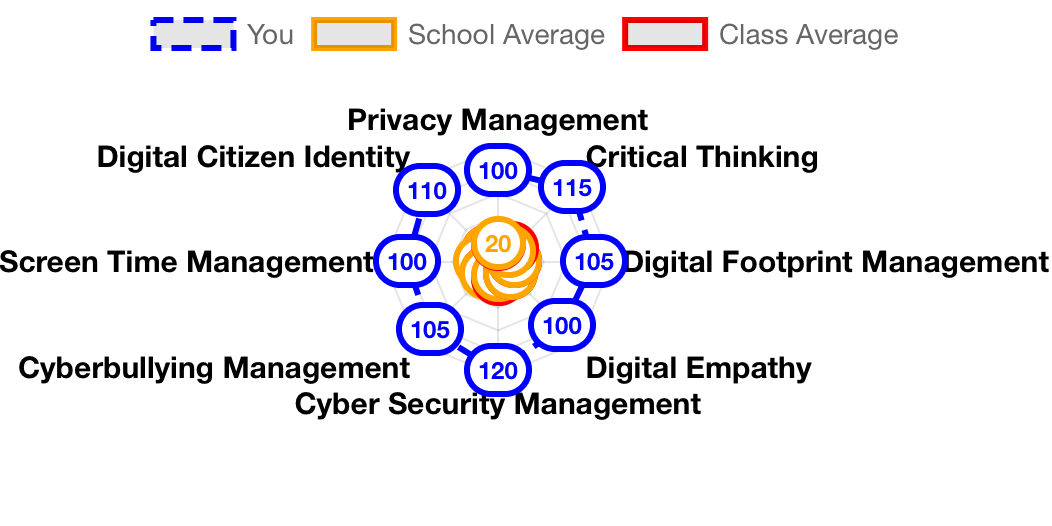 You School Average Class Average
Privacy Management
Digital Citizen Identity Critical Thinking
100
110 115
20
Screen Time Management 100 105 Digital Footprint Management
105 100
Cyberbullying Management 120 Digital Empathy
Cyber Security Management